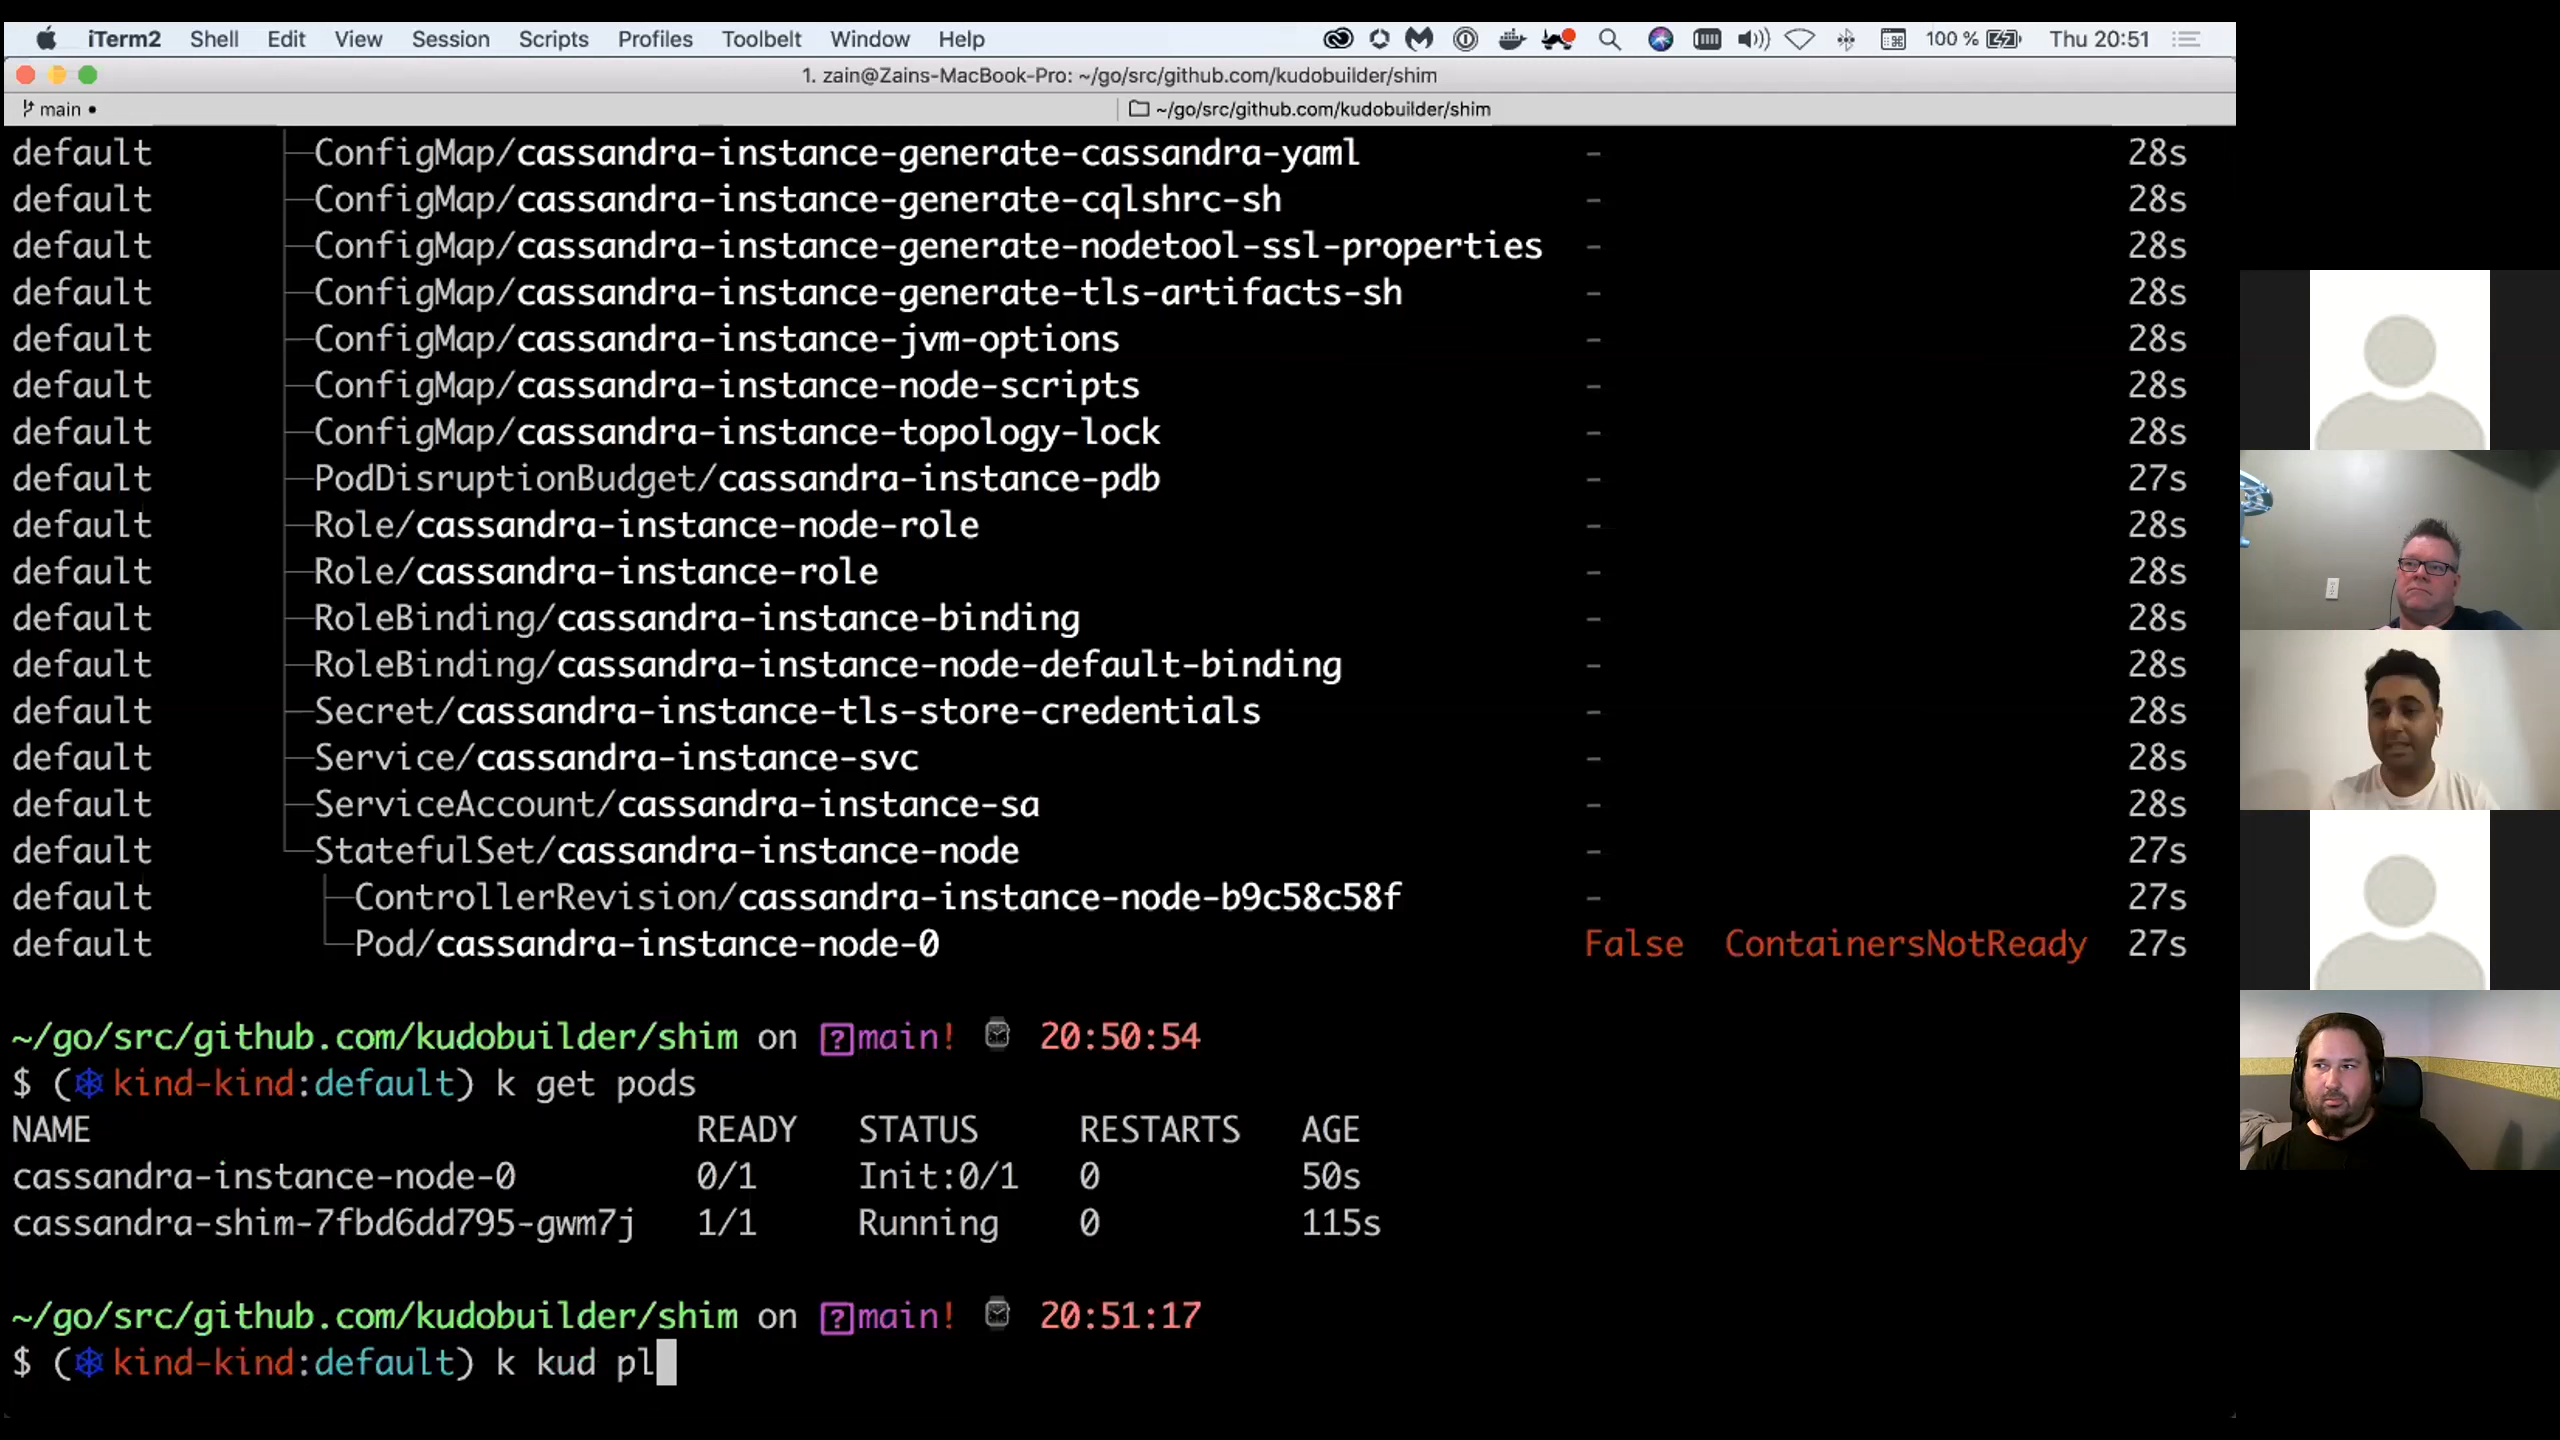 iTerm2 Shell Edit View Session Scripts Profiles Toolbelt Window Help 100 % Thu 20:51
1. zain@Zains-MacBook-Pro: ~/go/src/github.com/kudobuilder/shim
main • ~/go/src/github.com/kudobuilder/shim
default ├─ConfigMap/cassandra-instance-generate-cassandra-yaml - 28s
default ├─ConfigMap/cassandra-instance-generate-cqlshrc-sh - 28s
default ├─ConfigMap/cassandra-instance-generate-nodetool-ssl-properties - 28s
default ├─ConfigMap/cassandra-instance-generate-tls-artifacts-sh - 28s
default ├─ConfigMap/cassandra-instance-jvm-options - 28s
default ├─ConfigMap/cassandra-instance-node-scripts - 28s
default ├─ConfigMap/cassandra-instance-topology-lock - 28s
default ├─PodDisruptionBudget/cassandra-instance-pdb - 27s
default ├─Role/cassandra-instance-node-role - 28s
default ├─Role/cassandra-instance-role - 28s
default ├─RoleBinding/cassandra-instance-binding - 28s
default ├─RoleBinding/cassandra-instance-node-default-binding - 28s
default ├─Secret/cassandra-instance-tls-store-credentials - 28s
default ├─Service/cassandra-instance-svc - 28s
default ├─ServiceAccount/cassandra-instance-sa - 28s
default └─StatefulSet/cassandra-instance-node - 27s
default ├─ControllerRevision/cassandra-instance-node-b9c58c58f - 27s
default └─Pod/cassandra-instance-node-0 False ContainersNotReady 27s
~/go/src/github.com/kudobuilder/shim on [?]main! ⌚ 20:50:54
$ (⎈ kind-kind:default) k get pods
NAME READY STATUS RESTARTS AGE
cassandra-instance-node-0 0/1 Init:0/1 0 50s
cassandra-shim-7fbd6dd795-gwm7j 1/1 Running 0 115s
~/go/src/github.com/kudobuilder/shim on [?]main! ⌚ 20:51:17
$ (⎈ kind-kind:default) k kud pl